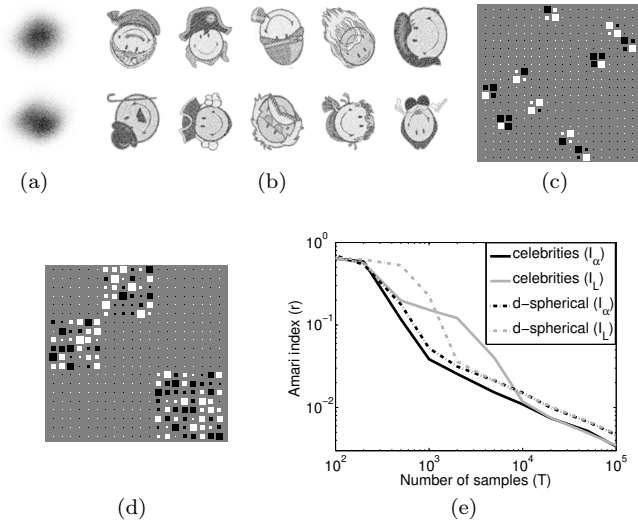 (a)
(b)
(c)
(d)
10^0
10^-1
10^-2
Amari index (r)
celebrities (I_α)
celebrities (I_L)
d−spherical (I_α)
d−spherical (I_L)
10^2
10^3
10^4
10^5
Number of samples (T)
(e)